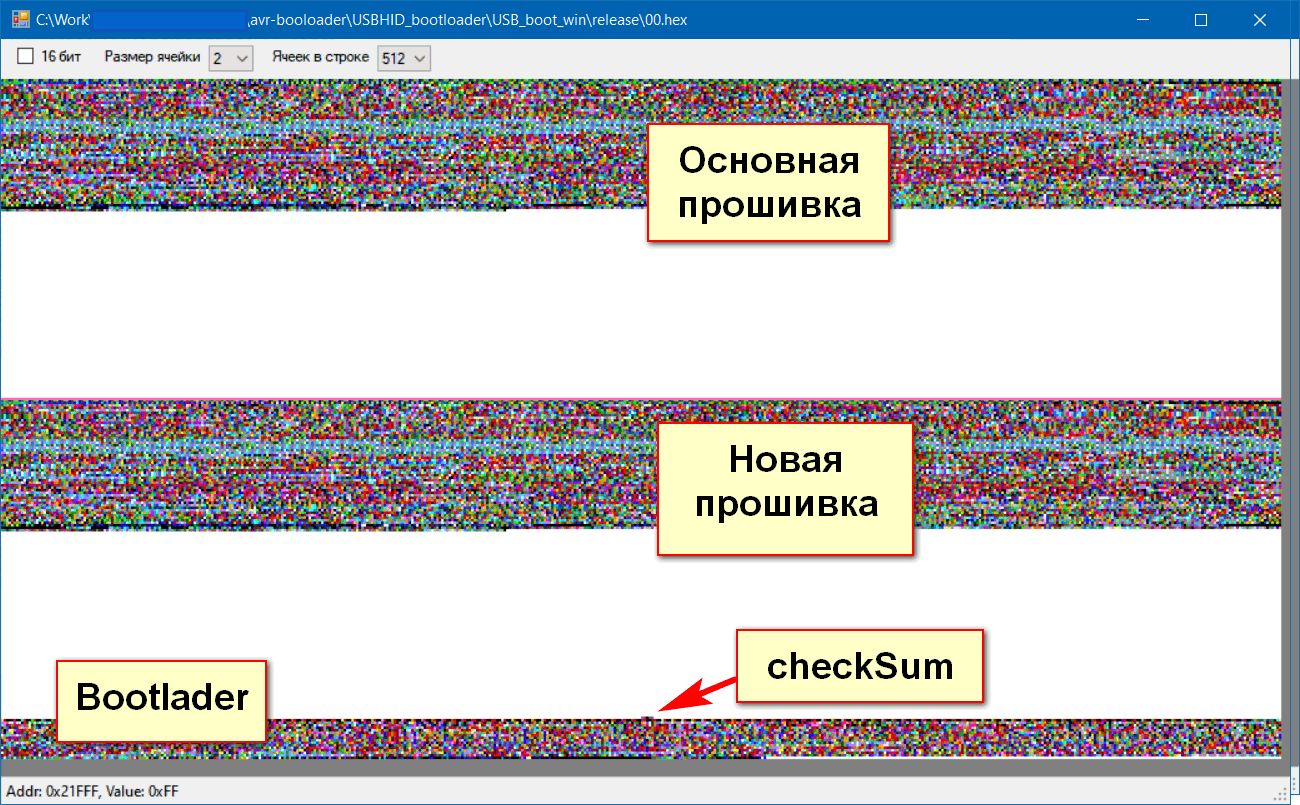 C:\Work\ \avr-booloader\USBHID_bootloader\USB_boot_win\release\00.hex
16 бит Размер ячейки 2 Ячеек в строке 512
Основная
прошивка
Новая
прошивка
checkSum
Bootlader
Addr: 0x21FFF, Value: 0xFF